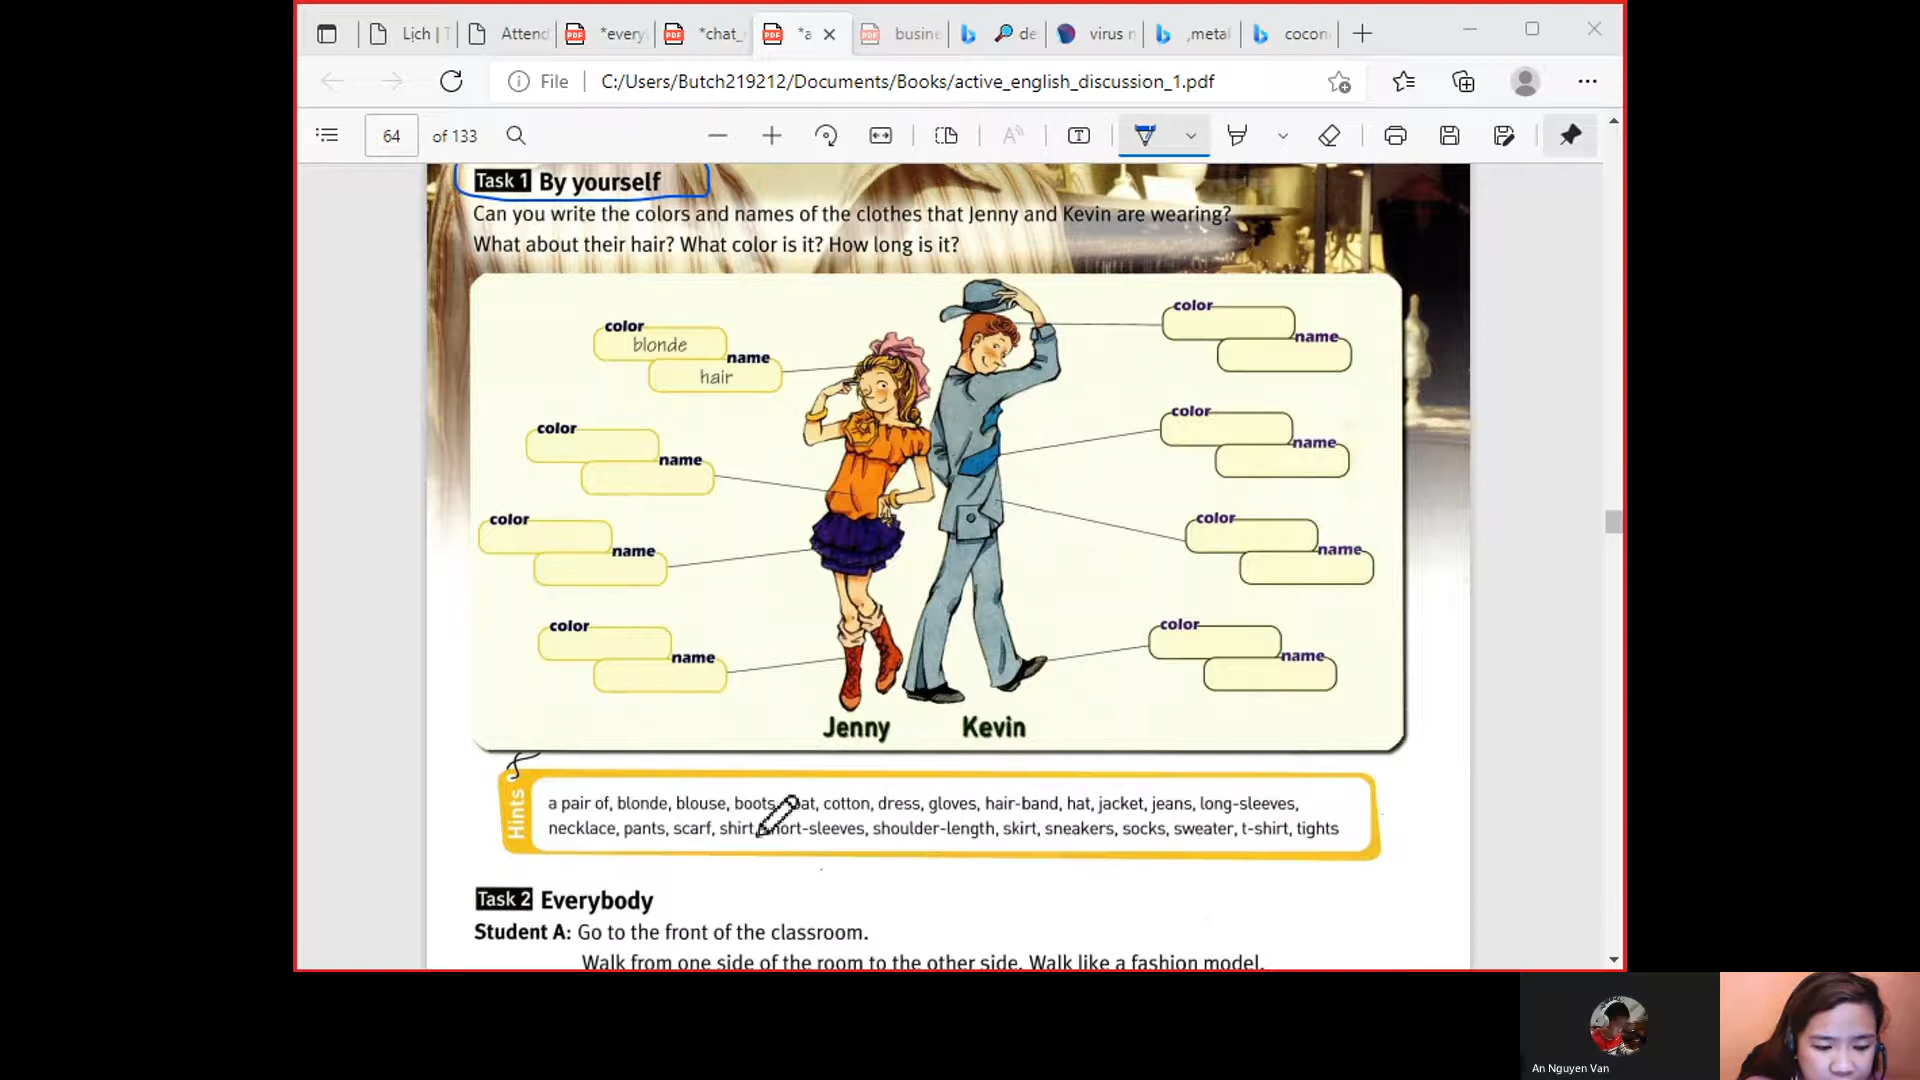 Lịch |
Attend
*every
*chat_
*a
busine
de
virus n
,metal
cocon
File
C:/Users/Butch219212/Documents/Books/active_english_discussion_1.pdf
64
of 133
Task 1 By yourself
Can you write the colors and names of the clothes that Jenny and Kevin are wearing?
What about their hair? What color is it? How long is it?
color
blonde
name
hair
color
name
color
name
color
name
color
name
color
name
color
name
color
name
Jenny
Kevin
Hints
a pair of, blonde, blouse, boots, cotton, dress, gloves, hair-band, hat, jacket, jeans, long-sleeves,
necklace, pants, scarf, shirt, short-sleeves, shoulder-length, skirt, sneakers, socks, sweater, t-shirt, tights
Task 2 Everybody
Student A: Go to the front of the classroom.
Walk from one side of the room to the other side. Walk like a fashion model.
An Nguyen Van